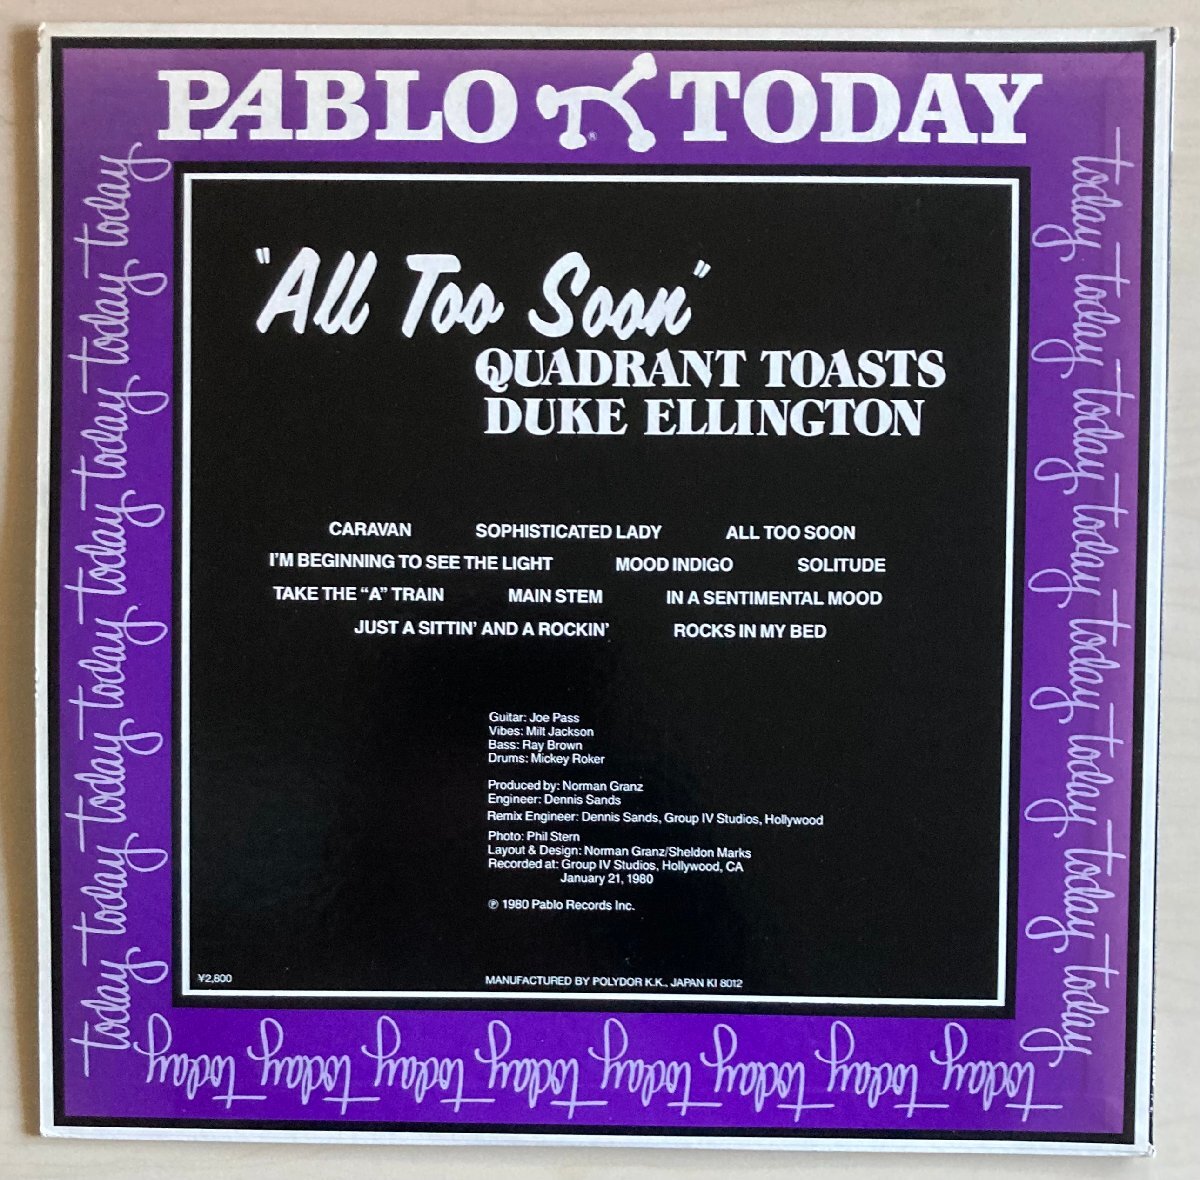 PABLO TODAY
"All Too Soon"
QUADRANT TOASTS
DUKE ELLINGTON
CARAVAN SOPHISTICATED LADY ALL TOO SOON
I'M BEGINNING TO SEE THE LIGHT MOOD INDIGO SOLITUDE
TAKE THE “A” TRAIN MAIN STEM IN A SENTIMENTAL MOOD
JUST A SITTIN' AND A ROCKIN' ROCKS IN MY BED
Guitar: Joe Pass
Vibes: Milt Jackson
Bass: Ray Brown
Drums: Mickey Roker
Produced by: Norman Granz
Engineer: Dennis Sands
Remix Engineer: Dennis Sands, Group IV Studios, Hollywood
Photo: Phil Stern
Layout & Design: Norman Granz/Sheldon Marks
Recorded at: Group IV Studios, Hollywood, CA
January 21, 1980
℗ 1980 Pablo Records Inc.
¥2,800 MANUFACTURED BY POLYDOR K.K., JAPAN KI 8012
today today today today today today today today
today today today today today today today today
today today today today today today today today